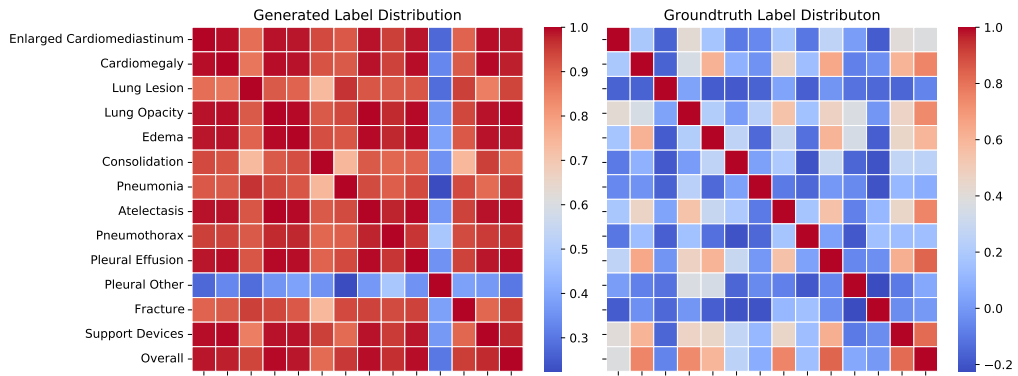 Generated Label Distribution
Groundtruth Label Distributon
Enlarged Cardiomediastinum
Cardiomegaly
Lung Lesion
Lung Opacity
Edema
Consolidation
Pneumonia
Atelectasis
Pneumothorax
Pleural Effusion
Pleural Other
Fracture
Support Devices
Overall
1.0
0.9
0.8
0.7
0.6
0.5
0.4
0.3
1.0
0.8
0.6
0.4
0.2
0.0
−0.2